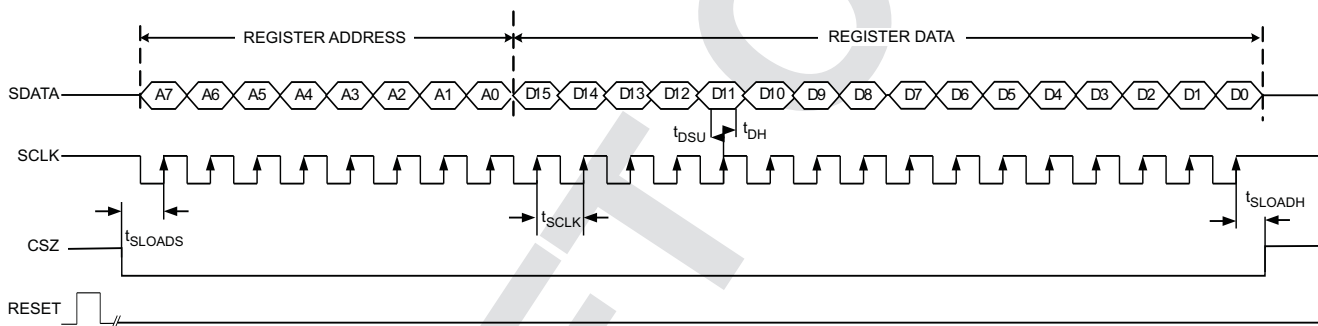 REGISTER ADDRESS REGISTER DATA
SDATA A7 A6 A5 A4 A3 A2 A1 A0 D15 D14 D13 D12 D11 D10 D9 D8 D7 D6 D5 D4 D3 D2 D1 D0
tDSU tDH
SCLK
tSLOADS tSCLK tSLOADH
CSZ
RESET